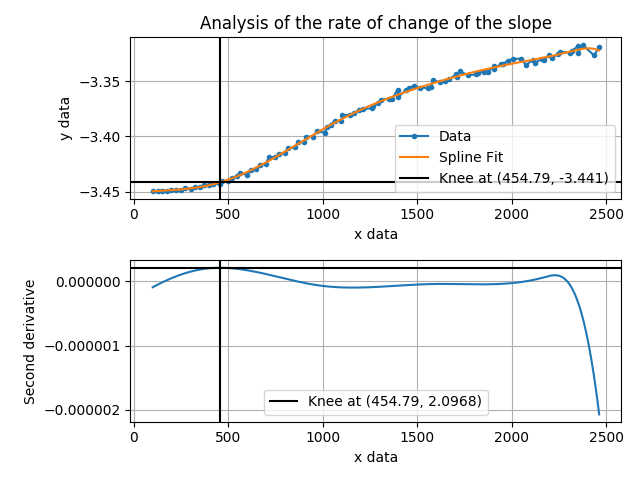 Analysis of the rate of change of the slope
y data
−3.35
−3.40
−3.45
Data
Spline Fit
Knee at (454.79, -3.441)
0 500 1000 1500 2000 2500
x data
Second derivative
0.000000
−0.000001
−0.000002
Knee at (454.79, 2.0968)
0 500 1000 1500 2000 2500
x data